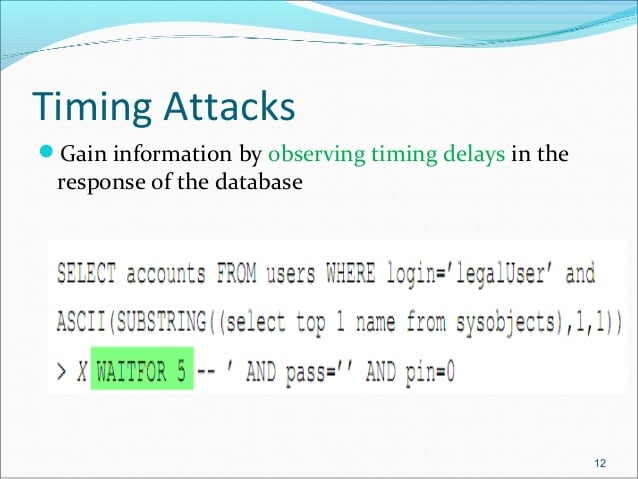 Timing Attacks
Gain information by observing timing delays in the
response of the database
SELECT accounts FROM users WHERE login='legalUser' and
ASCII(SUBSTRING((select top 1 name from sysobjects),1,1))
> X WAITFOR 5 -- ' AND pass='' AND pin=0
12